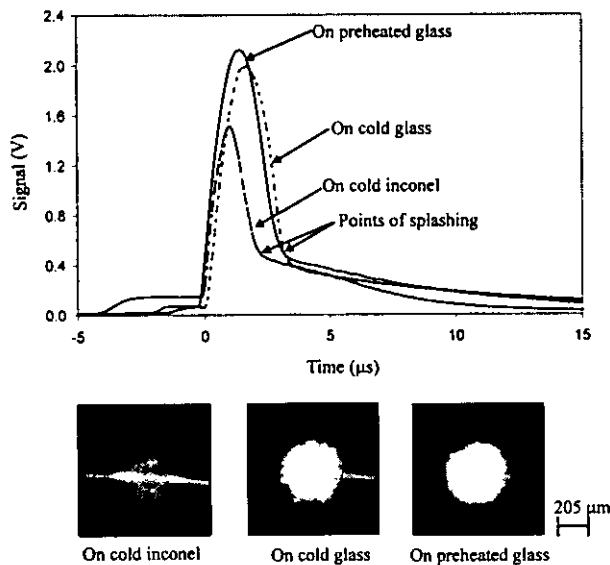 2.4
2.0
1.6
1.2
0.8
0.4
0.0
Signal (V)
On preheated glass
On cold glass
On cold inconel
Points of splashing
-5 0 5 10 15
Time (μs)
205 μm
On cold inconel On cold glass On preheated glass